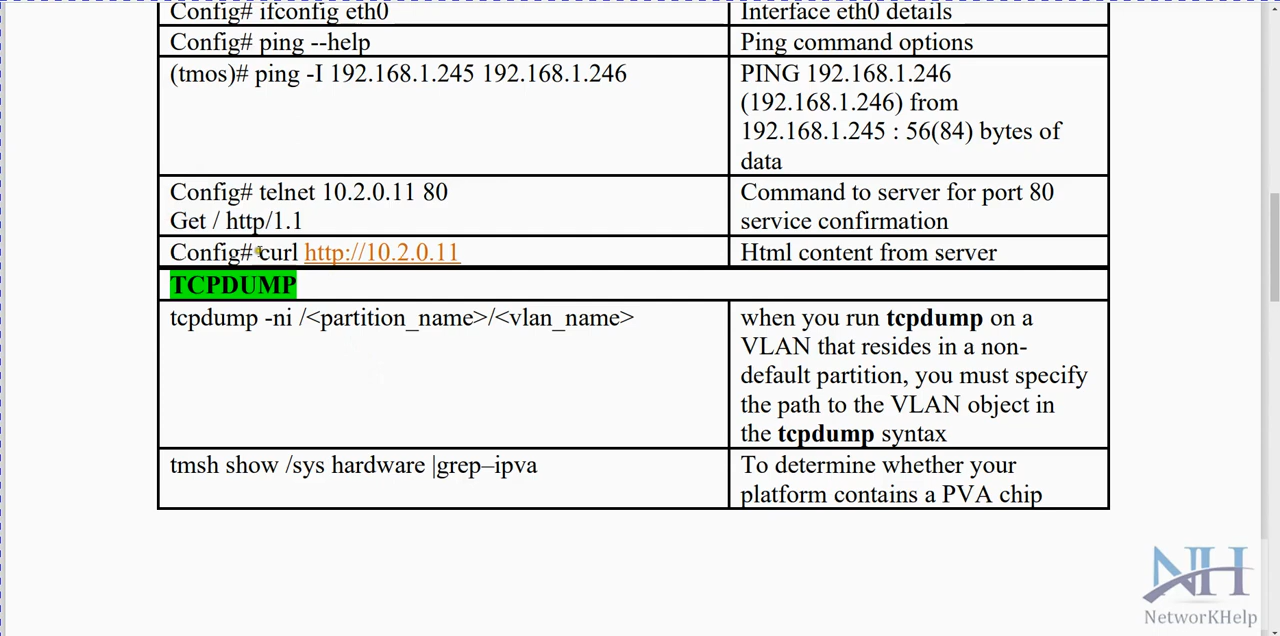 Config# ifconfig eth0
Interface eth0 details
Config# ping --help
Ping command options
(tmos)# ping -I 192.168.1.245 192.168.1.246
PING 192.168.1.246
(192.168.1.246) from
192.168.1.245 : 56(84) bytes of
data
Config# telnet 10.2.0.11 80
Get / http/1.1
Command to server for port 80
service confirmation
Config# curl http://10.2.0.11
Html content from server
TCPDUMP
tcpdump -ni /<partition_name>/<vlan_name>
when you run tcpdump on a
VLAN that resides in a non-
default partition, you must specify
the path to the VLAN object in
the tcpdump syntax
tmsh show /sys hardware |grep–ipva
To determine whether your
platform contains a PVA chip
NH
NetworKHelp